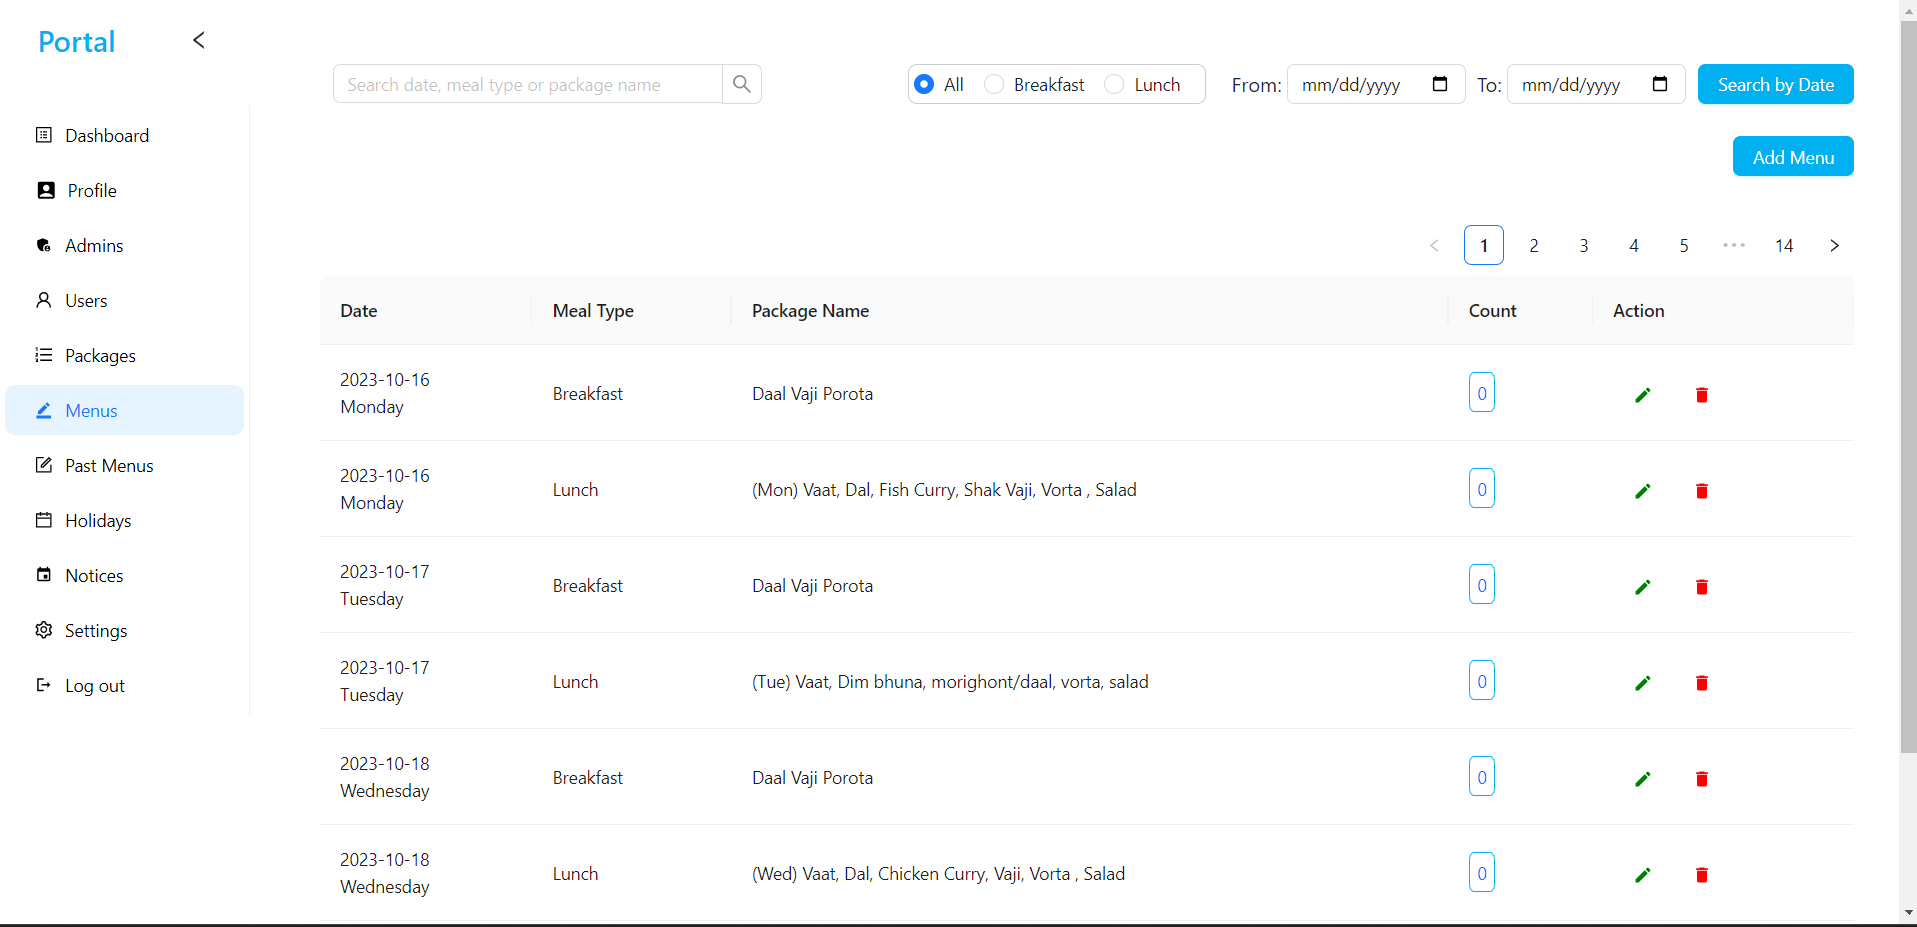 Portal
Dashboard
Profile
Admins
Users
Packages
Menus
Past Menus
Holidays
Notices
Settings
Log out
Search date, meal type or package name
All Breakfast Lunch From: mm/dd/yyyy To: mm/dd/yyyy Search by Date
Add Menu
1 2 3 4 5 ••• 14
Date Meal Type Package Name Count Action
2023-10-16
Monday
Breakfast Daal Vaji Porota 0
2023-10-16
Monday
Lunch (Mon) Vaat, Dal, Fish Curry, Shak Vaji, Vorta , Salad 0
2023-10-17
Tuesday
Breakfast Daal Vaji Porota 0
2023-10-17
Tuesday
Lunch (Tue) Vaat, Dim bhuna, morighont/daal, vorta, salad 0
2023-10-18
Wednesday
Breakfast Daal Vaji Porota 0
2023-10-18
Wednesday
Lunch (Wed) Vaat, Dal, Chicken Curry, Vaji, Vorta , Salad 0